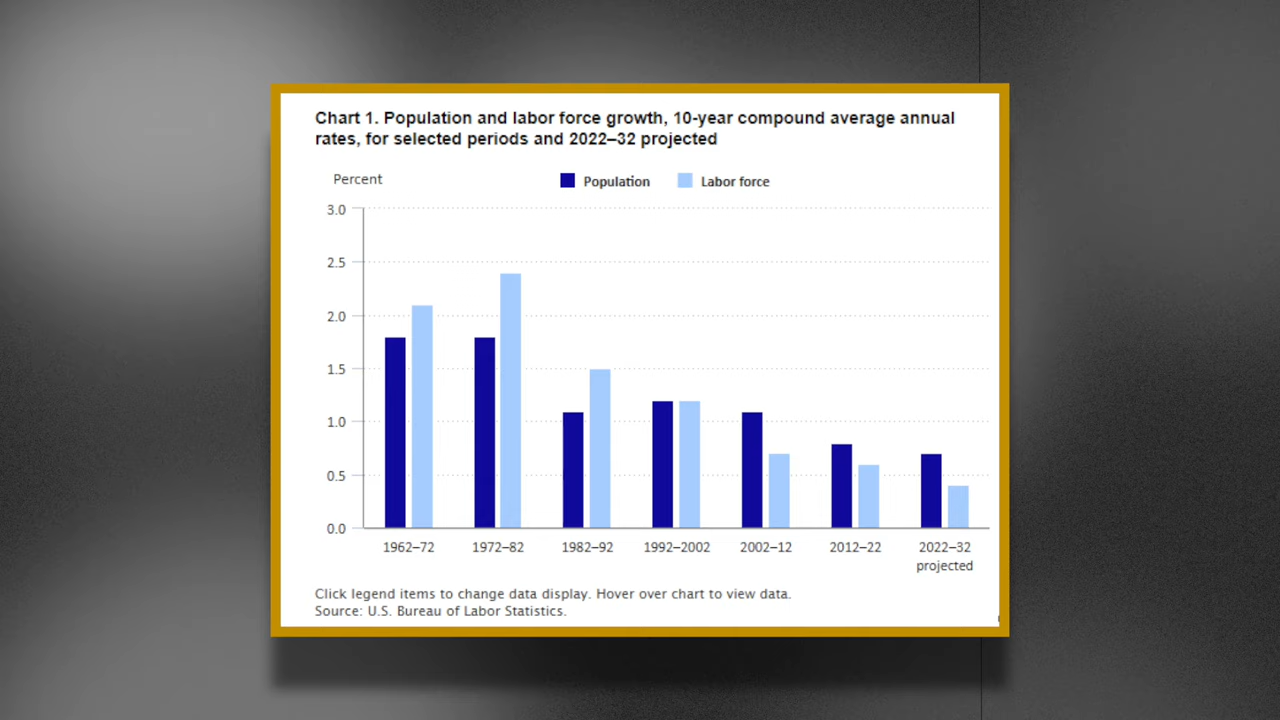 Chart 1. Population and labor force growth, 10-year compound average annual
rates, for selected periods and 2022–32 projected
Percent
Population
Labor force
3.0
2.5
2.0
1.5
1.0
0.5
0.0
1962–72
1972–82
1982–92
1992–2002
2002–12
2012–22
2022–32
projected
Click legend items to change data display. Hover over chart to view data.
Source: U.S. Bureau of Labor Statistics.